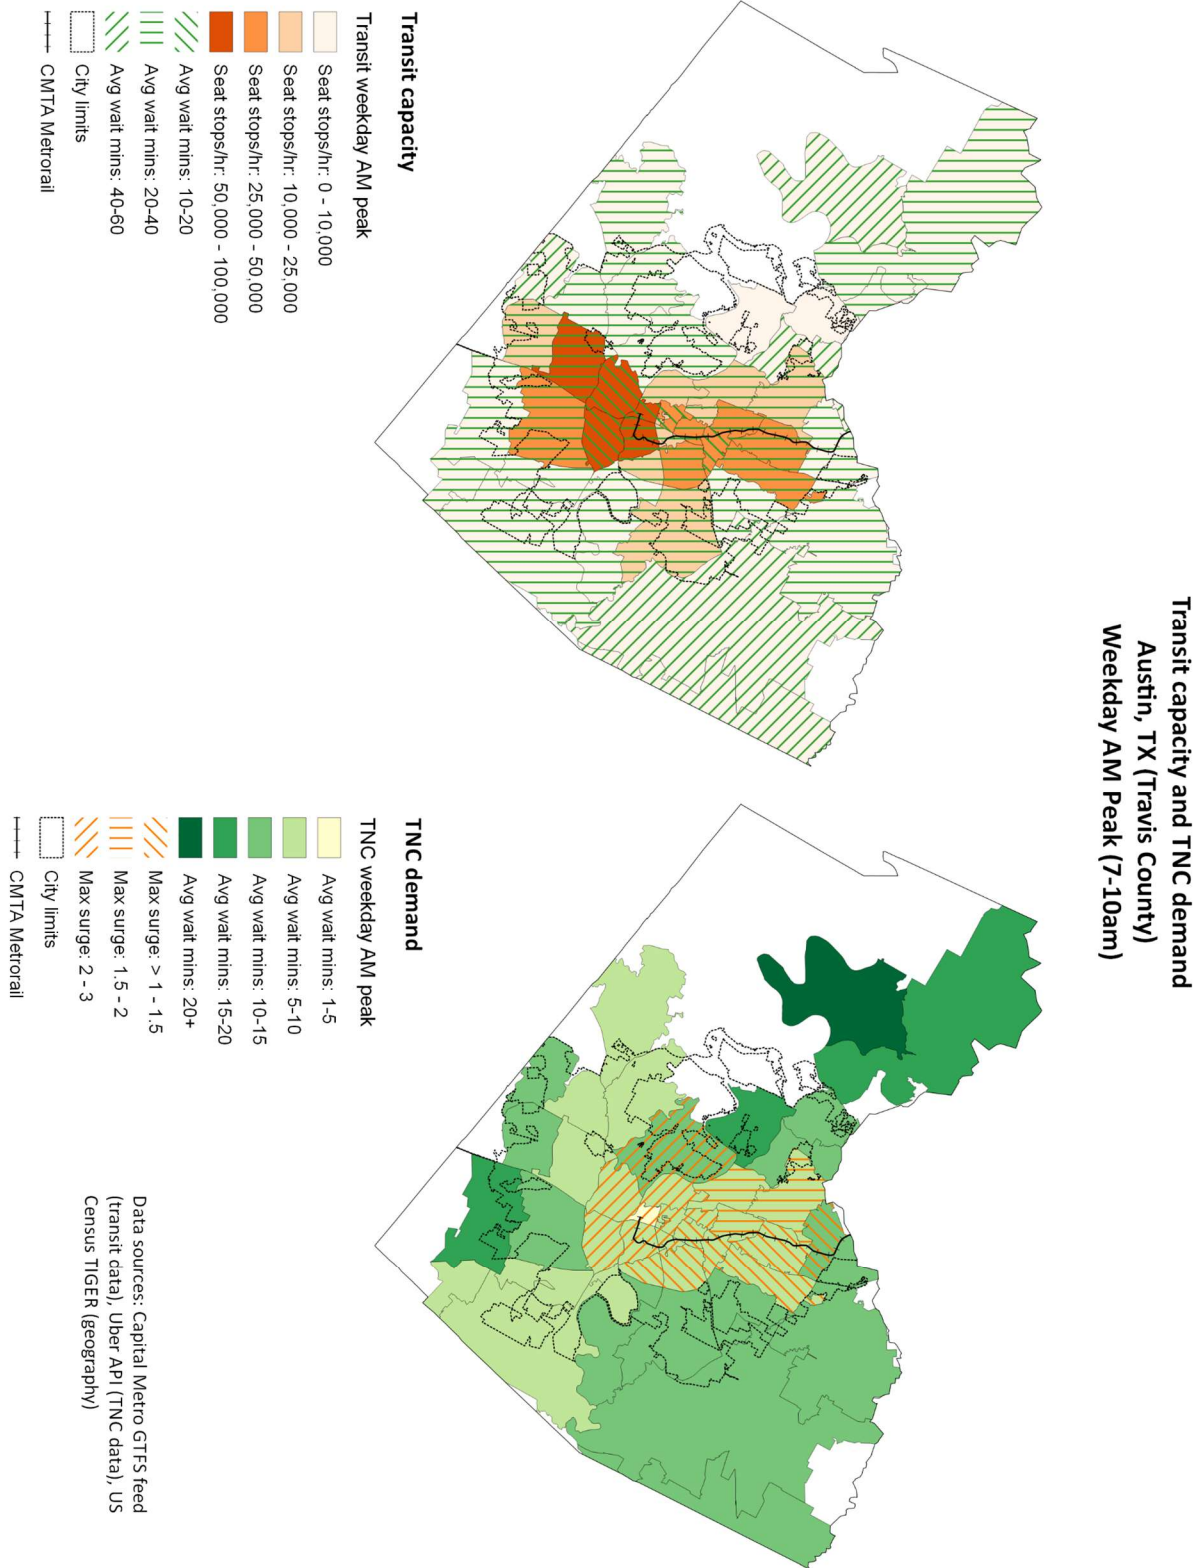 Transit capacity and TNC demand
Austin, TX (Travis County)
Weekday AM Peak (7-10am)
Transit capacity
Transit weekday AM peak
Seat stops/hr: 0 - 10,000
Seat stops/hr: 10,000 - 25,000
Seat stops/hr: 25,000 - 50,000
Seat stops/hr: 50,000 - 100,000
Avg wait mins: 10-20
Avg wait mins: 20-40
Avg wait mins: 40-60
City limits
CMTA Metrorail
TNC demand
TNC weekday AM peak
Avg wait mins: 1-5
Avg wait mins: 5-10
Avg wait mins: 10-15
Avg wait mins: 15-20
Avg wait mins: 20+
Max surge: > 1 - 1.5
Max surge: 1.5 - 2
Max surge: 2 - 3
City limits
CMTA Metrorail
Data sources: Capital Metro GTFS feed
(transit data), Uber API (TNC data), US
Census TIGER (geography)